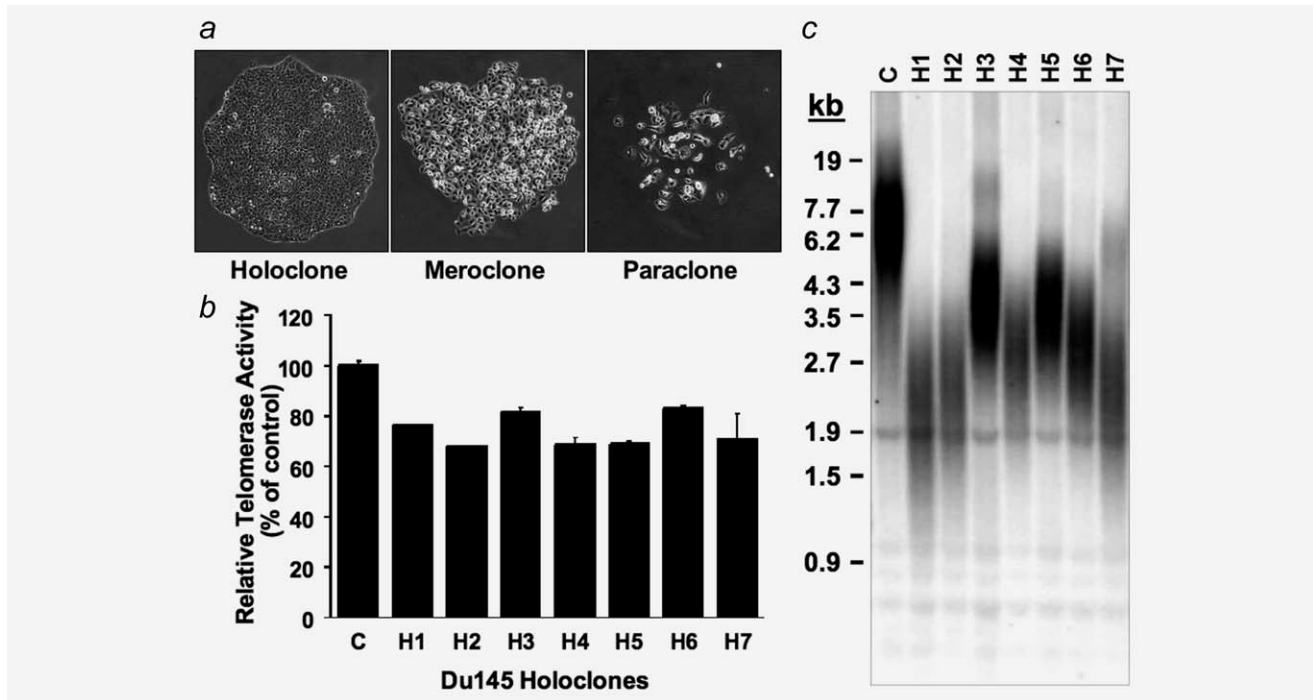 a
Holoclone Meroclone Paraclone
b
Relative Telomerase Activity
(% of control)
120
100
80
60
40
20
0
C H1 H2 H3 H4 H5 H6 H7
Du145 Holoclones
c
C H1 H2 H3 H4 H5 H6 H7
kb
19
7.7
6.2
4.3
3.5
2.7
1.9
1.5
0.9